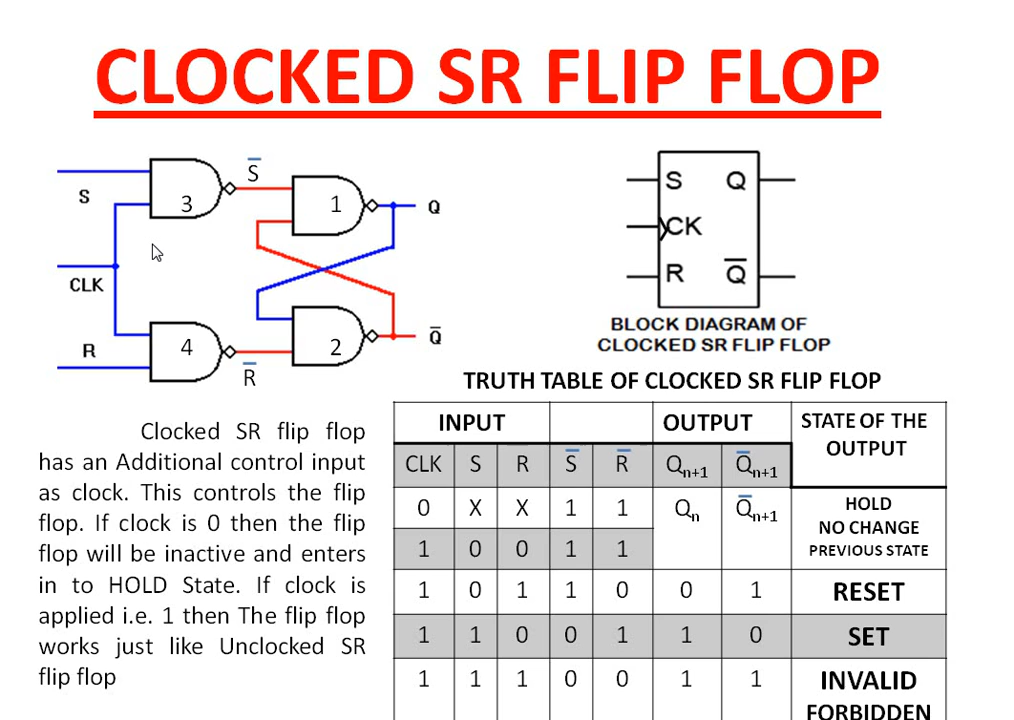 CLOCKED SR FLIP FLOP
S̅
S
3
1
Q
CLK
R
4
2
Q̅
R̅
S Q
CK
R Q̅
BLOCK DIAGRAM OF
CLOCKED SR FLIP FLOP
Clocked SR flip flop
has an Additional control input
as clock. This controls the flip
flop. If clock is 0 then the flip
flop will be inactive and enters
in to HOLD State. If clock is
applied i.e. 1 then The flip flop
works just like Unclocked SR
flip flop
TRUTH TABLE OF CLOCKED SR FLIP FLOP
INPUT OUTPUT STATE OF THE
OUTPUT
CLK S R S̅ R̅ Qn+1 Q̅n+1
0 X X 1 1 Qn Q̅n+1 HOLD
NO CHANGE
1 0 0 1 1 PREVIOUS STATE
1 0 1 1 0 0 1 RESET
1 1 0 0 1 1 0 SET
1 1 1 0 0 1 1 INVALID
FORBIDDEN